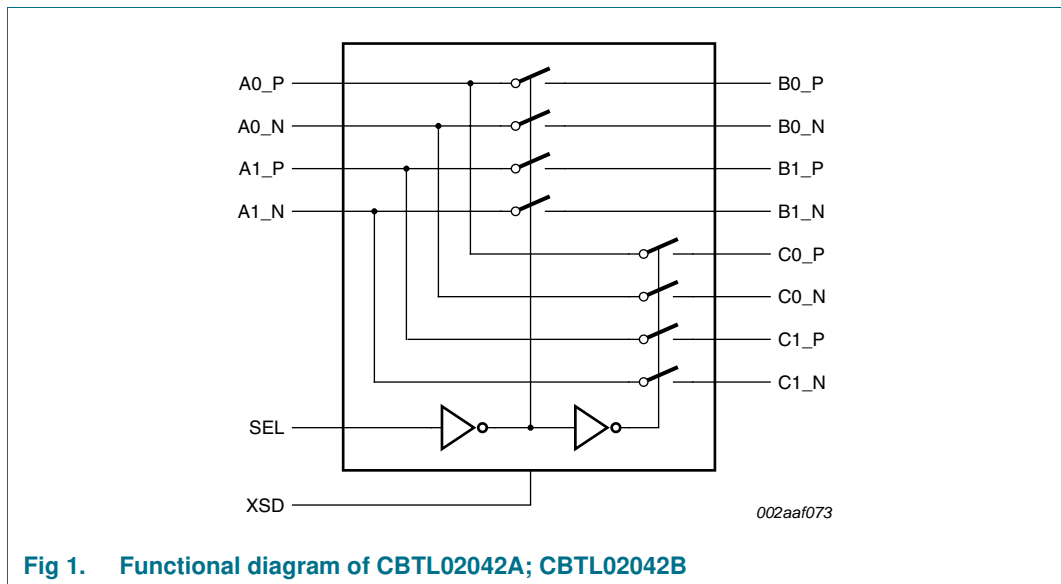 A0_P B0_P
A0_N B0_N
A1_P B1_P
A1_N B1_N
C0_P
C0_N
C1_P
C1_N
SEL
XSD
002aaf073
Fig 1. Functional diagram of CBTL02042A; CBTL02042B